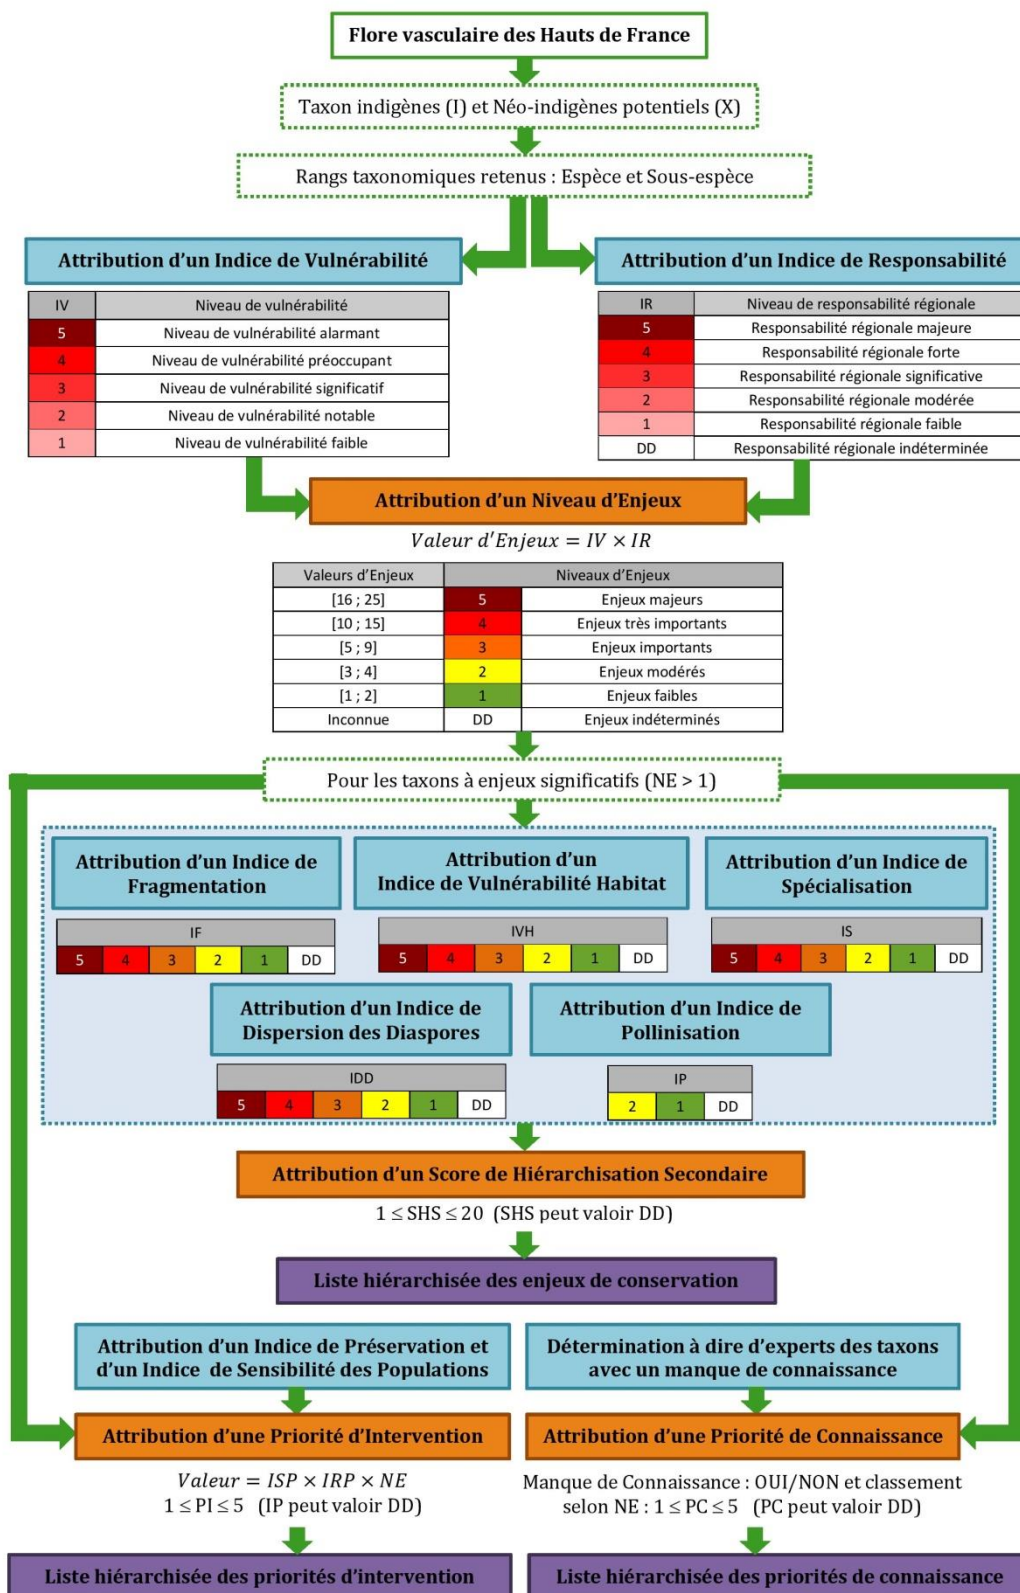 Flore vasculaire des Hauts de France
Taxon indigènes (I) et Néo-indigènes potentiels (X)
Rangs taxonomiques retenus : Espèce et Sous-espèce
Attribution d'un Indice de Vulnérabilité
IV Niveau de vulnérabilité
5 Niveau de vulnérabilité alarmant
4 Niveau de vulnérabilité préoccupant
3 Niveau de vulnérabilité significatif
2 Niveau de vulnérabilité notable
1 Niveau de vulnérabilité faible
Attribution d'un Indice de Responsabilité
IR Niveau de responsabilité régionale
5 Responsabilité régionale majeure
4 Responsabilité régionale forte
3 Responsabilité régionale significative
2 Responsabilité régionale modérée
1 Responsabilité régionale faible
DD Responsabilité régionale indéterminée
Attribution d'un Niveau d'Enjeux
Valeur d'Enjeux = IV × IR
Valeurs d'Enjeux Niveaux d'Enjeux
[16 ; 25] 5 Enjeux majeurs
[10 ; 15] 4 Enjeux très importants
[5 ; 9] 3 Enjeux importants
[3 ; 4] 2 Enjeux modérés
[1 ; 2] 1 Enjeux faibles
Inconnue DD Enjeux indéterminés
Pour les taxons à enjeux significatifs (NE > 1)
Attribution d'un Indice de
Fragmentation
IF
5 4 3 2 1 DD
Attribution d'un
Indice de Vulnérabilité Habitat
IVH
5 4 3 2 1 DD
Attribution d'un Indice de
Spécialisation
IS
5 4 3 2 1 DD
Attribution d'un Indice de
Dispersion des Diaspores
IDD
5 4 3 2 1 DD
Attribution d'un Indice de
Pollinisation
IP
2 1 DD
Attribution d'un Score de Hiérarchisation Secondaire
1 ≤ SHS ≤ 20 (SHS peut valoir DD)
Liste hiérarchisée des enjeux de conservation
Attribution d'un Indice de Préservation et
d'un Indice de Sensibilité des Populations
Attribution d'une Priorité d'Intervention
Valeur = ISP × IRP × NE
1 ≤ PI ≤ 5 (IP peut valoir DD)
Liste hiérarchisée des priorités d'intervention
Détermination à dire d'experts des taxons
avec un manque de connaissance
Attribution d'une Priorité de Connaissance
Manque de Connaissance : OUI/NON et classement
selon NE : 1 ≤ PC ≤ 5 (PC peut valoir DD)
Liste hiérarchisée des priorités de connaissance